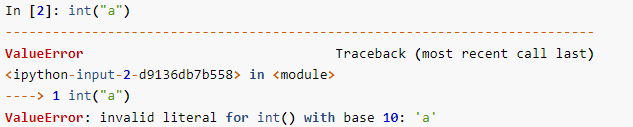 In [2]: int("a")
---------------------------------------------------------------------------
ValueError                                Traceback (most recent call last)
<ipython-input-2-d9136db7b558> in <module>
----> 1 int("a")
ValueError: invalid literal for int() with base 10: 'a'